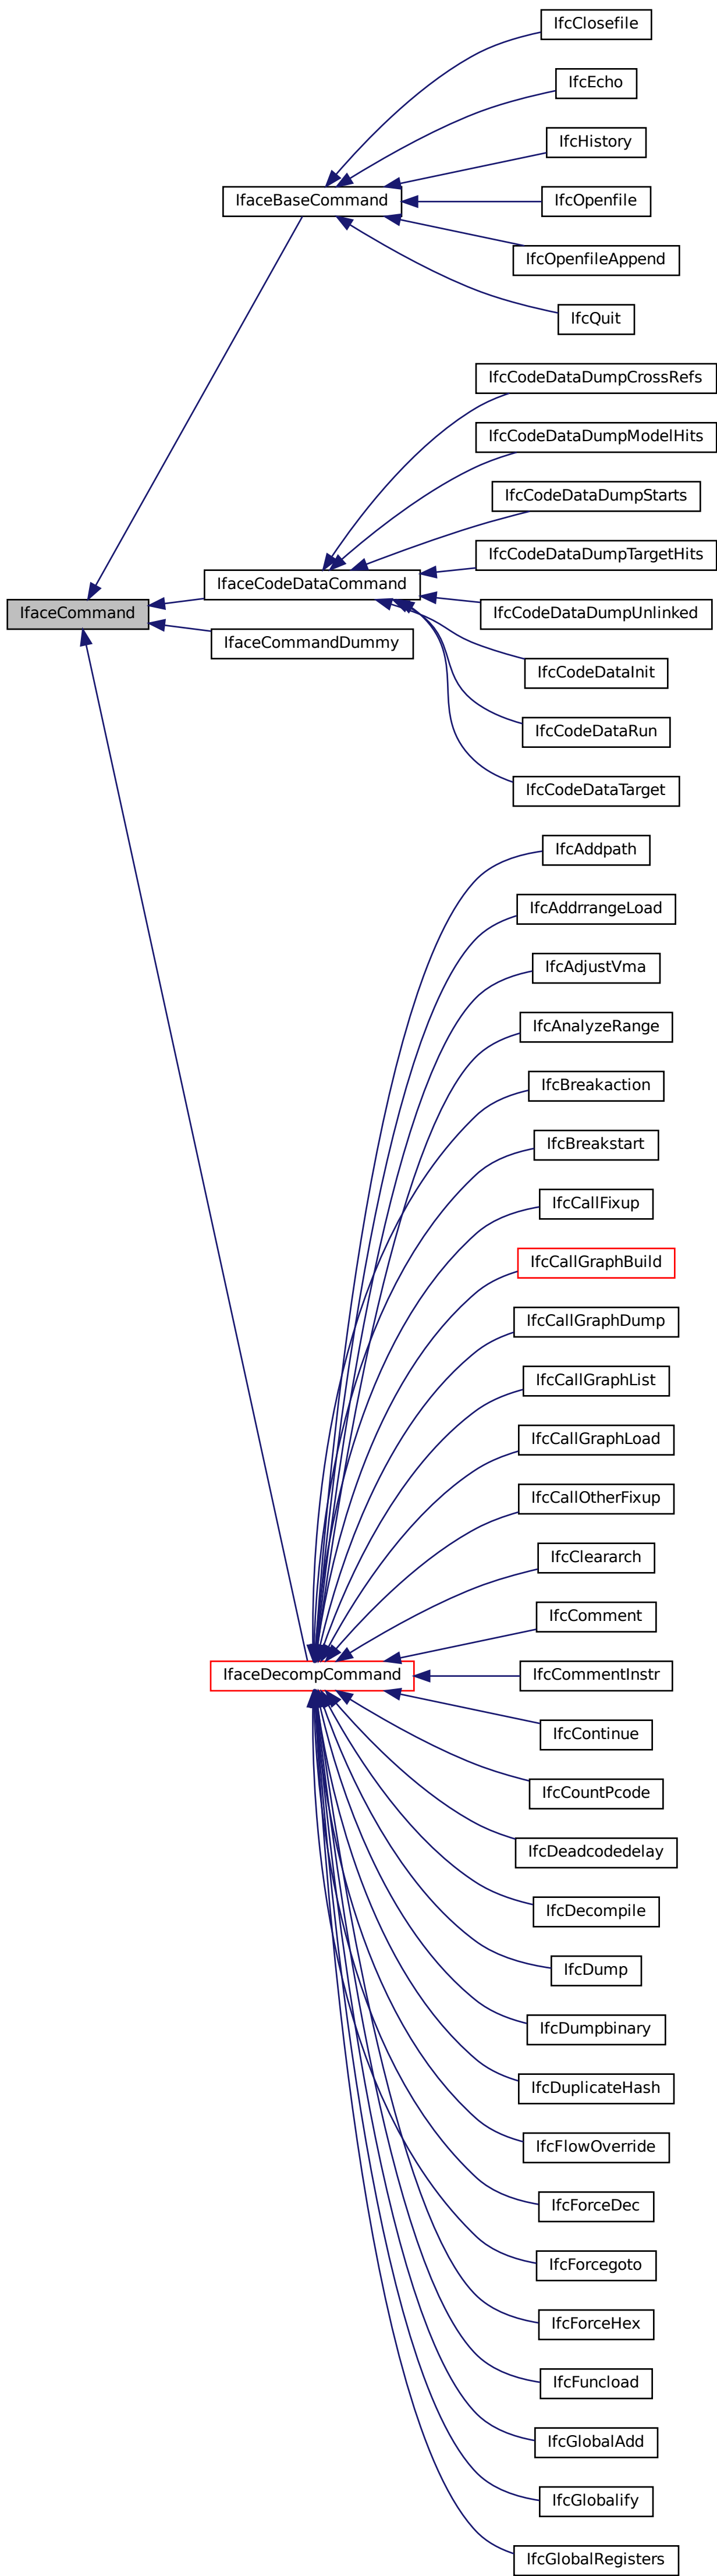 IfcClosefile
IfcEcho
IfcHistory
IfaceBaseCommand
IfcOpenfile
IfcOpenfileAppend
IfcQuit
IfcCodeDataDumpCrossRefs
IfcCodeDataDumpModelHits
IfcCodeDataDumpStarts
IfcCodeDataDumpTargetHits
IfaceCodeDataCommand
IfaceCommand
IfcCodeDataDumpUnlinked
IfaceCommandDummy
IfcCodeDataInit
IfcCodeDataRun
IfcCodeDataTarget
IfcAddpath
IfcAddrrangeLoad
IfcAdjustVma
IfcAnalyzeRange
IfcBreakaction
IfcBreakstart
IfcCallFixup
IfcCallGraphBuild
IfcCallGraphDump
IfcCallGraphList
IfcCallGraphLoad
IfcCallOtherFixup
IfcCleararch
IfcComment
IfaceDecompCommand
IfcCommentInstr
IfcContinue
IfcCountPcode
IfcDeadcodedelay
IfcDecompile
IfcDump
IfcDumpbinary
IfcDuplicateHash
IfcFlowOverride
IfcForceDec
IfcForcegoto
IfcForceHex
IfcFuncload
IfcGlobalAdd
IfcGlobalify
IfcGlobalRegisters